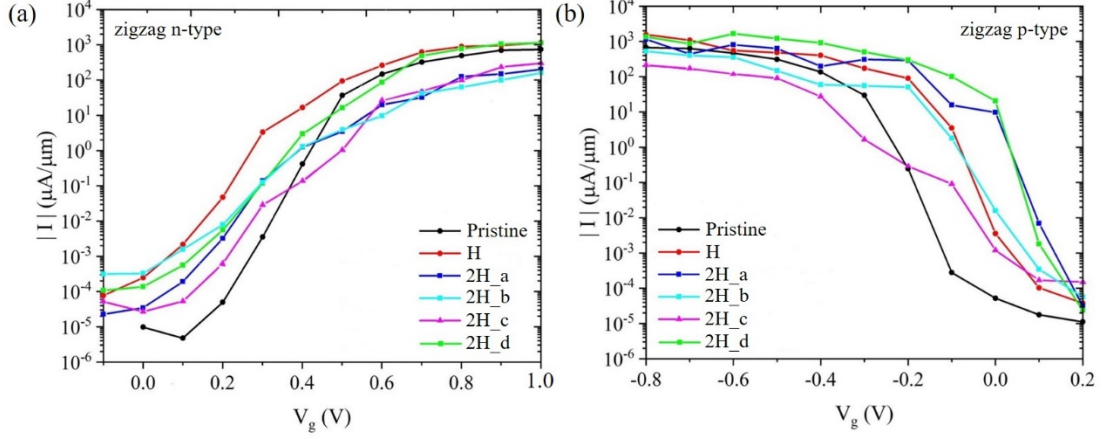 (a)
zigzag n-type
10^4
10^3
10^2
10^1
10^0
10^-1
10^-2
10^-3
10^-4
10^-5
10^-6
| I | (μA/μm)
Pristine
H
2H_a
2H_b
2H_c
2H_d
0.0 0.2 0.4 0.6 0.8 1.0
V_g (V)
(b)
zigzag p-type
10^4
10^3
10^2
10^1
10^0
10^-1
10^-2
10^-3
10^-4
10^-5
10^-6
| I | (μA/μm)
Pristine
H
2H_a
2H_b
2H_c
2H_d
-0.8 -0.6 -0.4 -0.2 0.0 0.2
V_g (V)